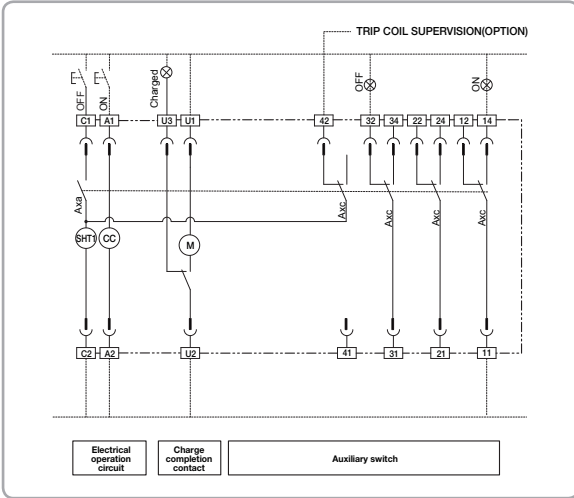 TRIP COIL SUPERVISION(OPTION)
OFF
ON
Charged
OFF
ON
C1 A1 U3 U1 42 32 34 22 24 12 14
Axa
Axc
Axc
Axc
Axc
SHT1 CC M
C2 A2 U2 41 31 21 11
Electrical
operation
circuit
Charge
completion
contact
Auxiliary switch